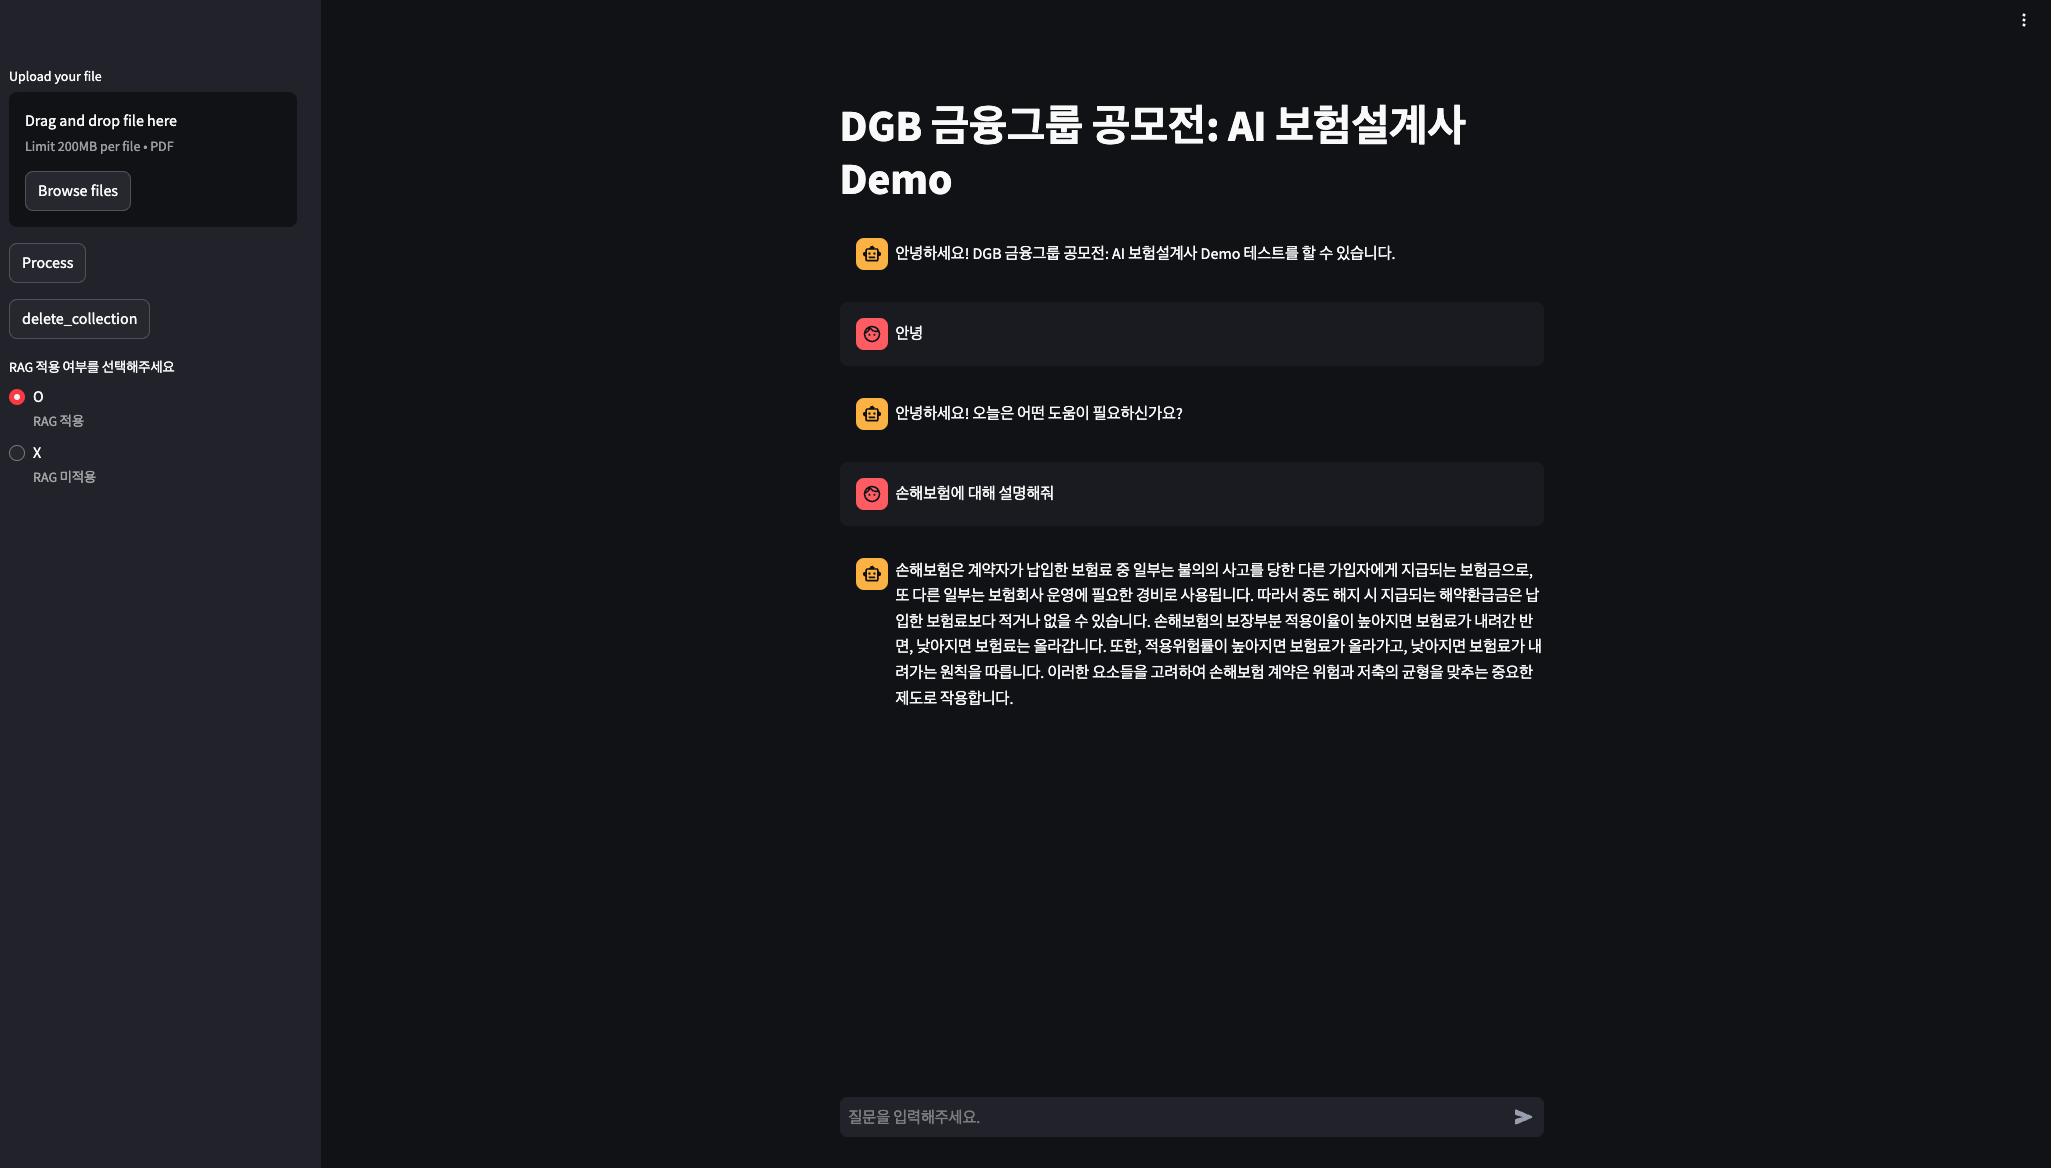 Upload your file
Drag and drop file here
Limit 200MB per file • PDF
Browse files
Process
delete_collection
RAG 적용 여부를 선택해주세요
O
RAG 적용
X
RAG 미적용
DGB 금융그룹 공모전: AI 보험설계사
Demo
안녕하세요! DGB 금융그룹 공모전: AI 보험설계사 Demo 테스트를 할 수 있습니다.
안녕
안녕하세요! 오늘은 어떤 도움이 필요하신가요?
손해보험에 대해 설명해줘
손해보험은 계약자가 납입한 보험료 중 일부는 불의의 사고를 당한 다른 가입자에게 지급되는 보험금으로,
또 다른 일부는 보험회사 운영에 필요한 경비로 사용됩니다. 따라서 중도 해지 시 지급되는 해약환급금은 납
입한 보험료보다 적거나 없을 수 있습니다. 손해보험의 보장부분 적용이율이 높아지면 보험료가 내려간 반
면, 낮아지면 보험료는 올라갑니다. 또한, 적용위험률이 높아지면 보험료가 올라가고, 낮아지면 보험료가 내
려가는 원칙을 따릅니다. 이러한 요소들을 고려하여 손해보험 계약은 위험과 저축의 균형을 맞추는 중요한
제도로 작용합니다.
질문을 입력해주세요.